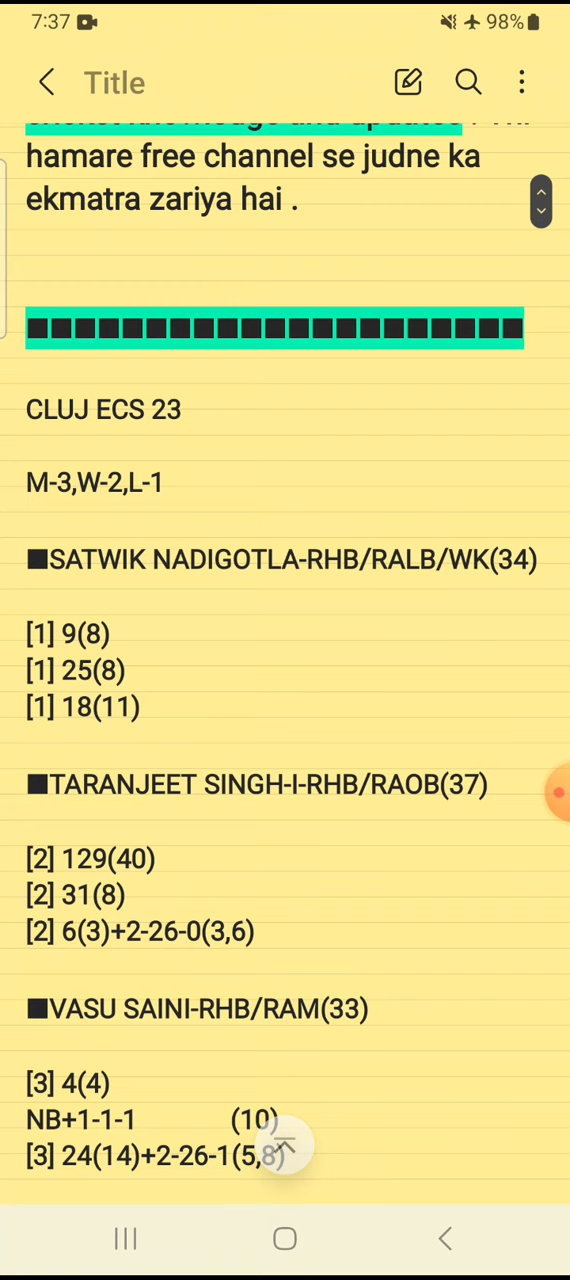 7:37
98%
Title
hamare free channel se judne ka
ekmatra zariya hai .
■■■■■■■■■■■■■■■■■■■■■
CLUJ ECS 23
M-3,W-2,L-1
■SATWIK NADIGOTLA-RHB/RALB/WK(34)
[1] 9(8)
[1] 25(8)
[1] 18(11)
■TARANJEET SINGH-I-RHB/RAOB(37)
[2] 129(40)
[2] 31(8)
[2] 6(3)+2-26-0(3,6)
■VASU SAINI-RHB/RAM(33)
[3] 4(4)
NB+1-1-1 (10)
[3] 24(14)+2-26-1(5,8)